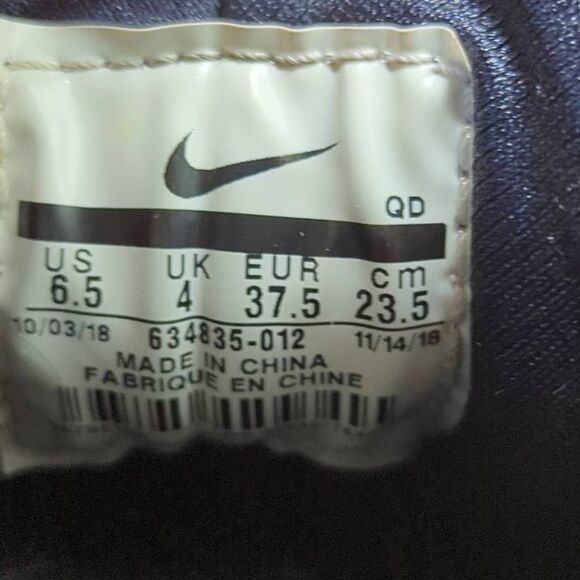 QD
US UK EUR cm
6.5 4 37.5 23.5
10/03/18 634835-012 11/14/18
MADE IN CHINA
FABRIQUE EN CHINE